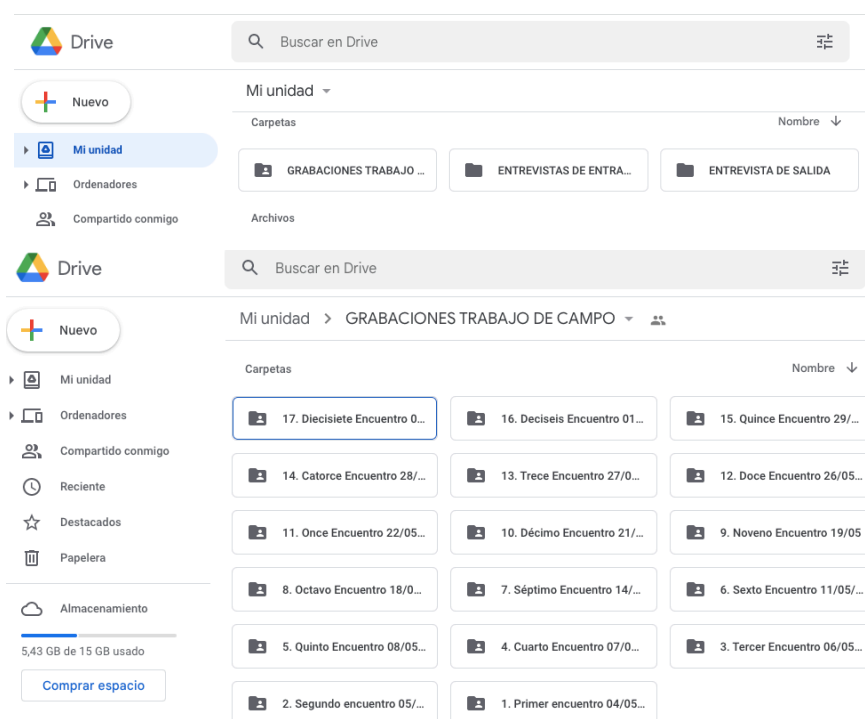 Drive
Buscar en Drive
Nuevo
Mi unidad
Carpetas
Nombre
Mi unidad
Ordenadores
Compartido conmigo
GRABACIONES TRABAJO ...
ENTREVISTAS DE ENTRA...
ENTREVISTA DE SALIDA
Archivos
Drive
Buscar en Drive
Nuevo
Mi unidad > GRABACIONES TRABAJO DE CAMPO
Mi unidad
Ordenadores
Compartido conmigo
Reciente
Destacados
Papelera
Almacenamiento
5,43 GB de 15 GB usado
Comprar espacio
Carpetas
Nombre
17. Diecisiete Encuentro 0...
16. Deciseis Encuentro 01...
15. Quince Encuentro 29/...
14. Catorce Encuentro 28/...
13. Trece Encuentro 27/0...
12. Doce Encuentro 26/05...
11. Once Encuentro 22/05...
10. Décimo Encuentro 21/...
9. Noveno Encuentro 19/05
8. Octavo Encuentro 18/0...
7. Séptimo Encuentro 14/...
6. Sexto Encuentro 11/05/...
5. Quinto Encuentro 08/05...
4. Cuarto Encuentro 07/0...
3. Tercer Encuentro 06/05...
2. Segundo encuentro 05/...
1. Primer encuentro 04/05...